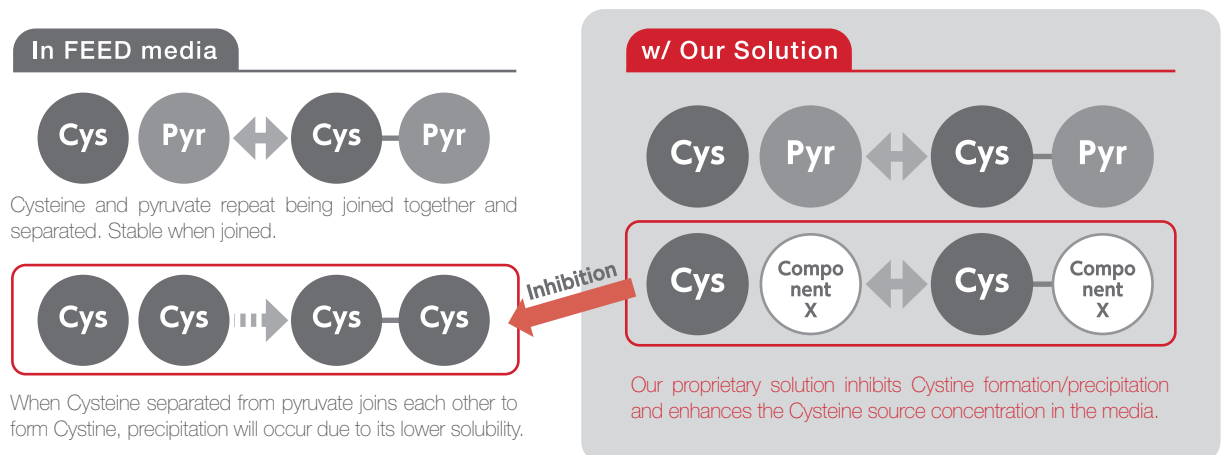 In FEED media
Cys Pyr Cys Pyr
Cysteine and pyruvate repeat being joined together and
separated. Stable when joined.
Cys Cys Cys Cys
When Cysteine separated from pyruvate joins each other to
form Cystine, precipitation will occur due to its lower solubility.
Inhibition
w/ Our Solution
Cys Pyr Cys Pyr
Cys Compo Cys Compo
nent nent
X X
Our proprietary solution inhibits Cystine formation/precipitation
and enhances the Cysteine source concentration in the media.